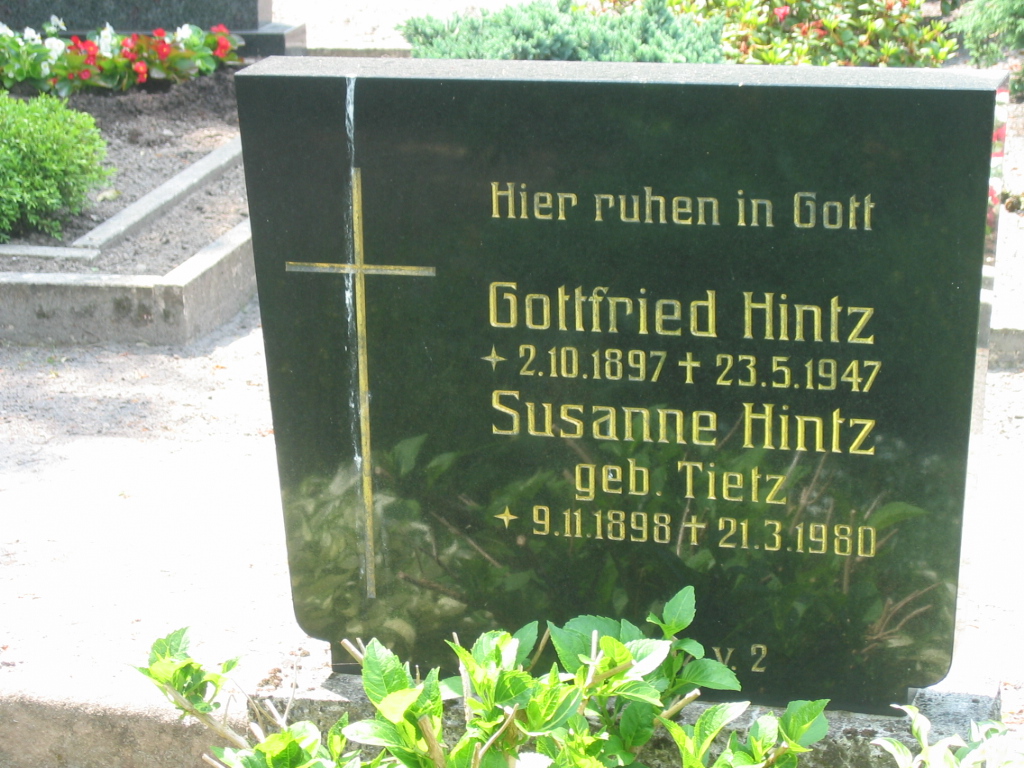 Hier ruhen in Gott
Gottfried Hintz
✦ 2.10.1897 ✝ 23.5.1947
Susanne Hintz
geb. Tietz
✦ 9.11.1898 ✝ 21.3.1980
v. 2